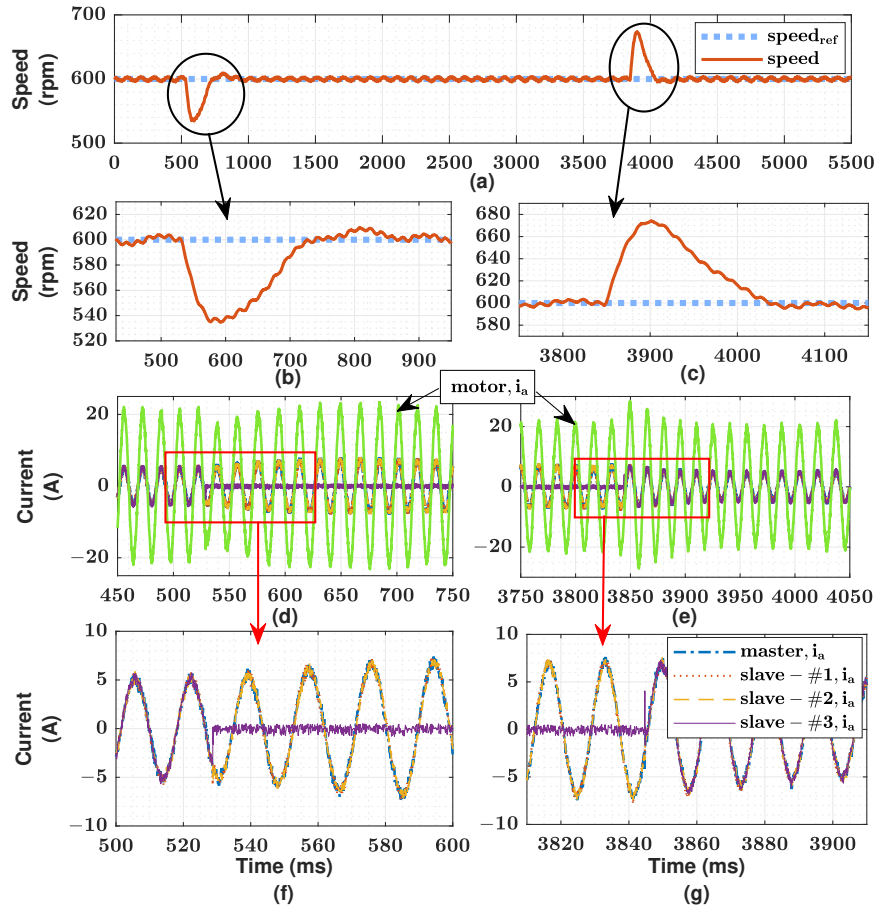 700
600
500
Speed
(rpm)
speed_ref
speed
0 500 1000 1500 2000 2500 3000 3500 4000 4500 5000 5500
(a)
620
600
580
560
540
520
Speed
(rpm)
500 600 700 800 900
(b)
680
660
640
620
600
580
3800 3900 4000 4100
(c)
motor, i_a
20
0
−20
Current
(A)
450 500 550 600 650 700 750
(d)
20
0
−20
3750 3800 3850 3900 3950 4000 4050
(e)
10
5
0
−5
−10
Current
(A)
500 520 540 560 580 600
Time (ms)
(f)
10
5
0
−5
−10
master, i_a
slave − #1, i_a
slave − #2, i_a
slave − #3, i_a
3820 3840 3860 3880 3900
Time (ms)
(g)